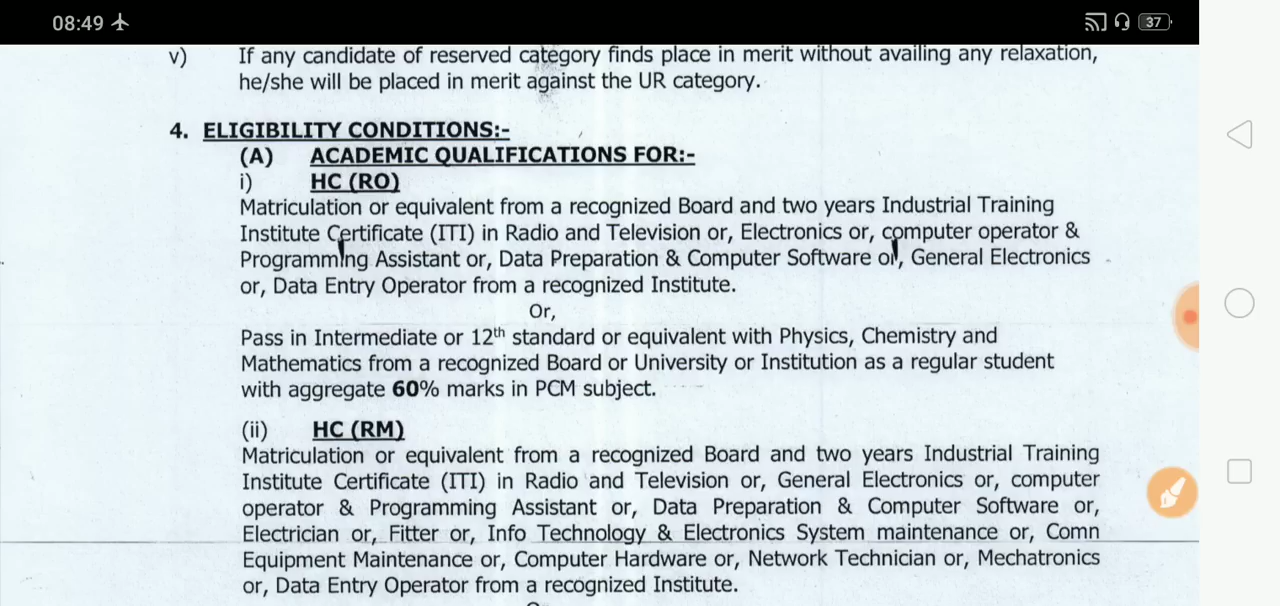 08:49
37
v) If any candidate of reserved category finds place in merit without availing any relaxation,
he/she will be placed in merit against the UR category.
4. ELIGIBILITY CONDITIONS:-
(A) ACADEMIC QUALIFICATIONS FOR:-
i) HC (RO)
Matriculation or equivalent from a recognized Board and two years Industrial Training
Institute Certificate (ITI) in Radio and Television or, Electronics or, computer operator &
Programming Assistant or, Data Preparation & Computer Software or, General Electronics
or, Data Entry Operator from a recognized Institute.
Or,
Pass in Intermediate or 12th standard or equivalent with Physics, Chemistry and
Mathematics from a recognized Board or University or Institution as a regular student
with aggregate 60% marks in PCM subject.
(ii) HC (RM)
Matriculation or equivalent from a recognized Board and two years Industrial Training
Institute Certificate (ITI) in Radio and Television or, General Electronics or, computer
operator & Programming Assistant or, Data Preparation & Computer Software or,
Electrician or, Fitter or, Info Technology & Electronics System maintenance or, Comn
Equipment Maintenance or, Computer Hardware or, Network Technician or, Mechatronics
or, Data Entry Operator from a recognized Institute.